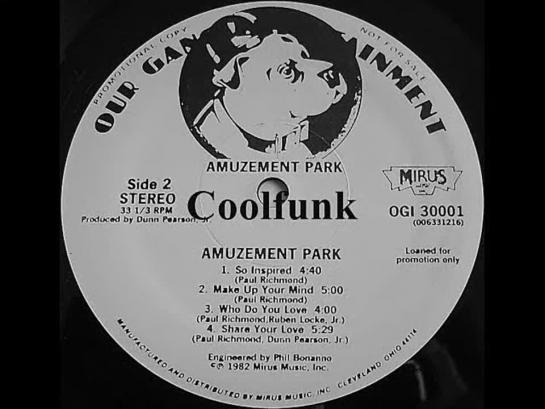 PROMOTIONAL COPY
NOT FOR SALE
OUR GAN
AINMENT
AMUZEMENT PARK
Side 2
STEREO
33 1/3 RPM
Produced by Dunn Pearson, Jr.
Coolfunk
MIRUS
OGI 30001
(006331216)
AMUZEMENT PARK
Loaned for
promotion only
1. So Inspired 4:40
(Paul Richmond)
2. Make Up Your Mind 5:00
(Paul Richmond)
3. Who Do You Love 4:00
(Paul Richmond,Ruben Locke, Jr.)
4. Share Your Love 5:29
(Paul Richmond, Dunn Pearson, Jr.)
Engineered by Phil Bonanno
©℗ 1982 Mirus Music, Inc.
MANUFACTURED AND DISTRIBUTED BY MIRUS MUSIC, INC. CLEVELAND, OHIO 44114